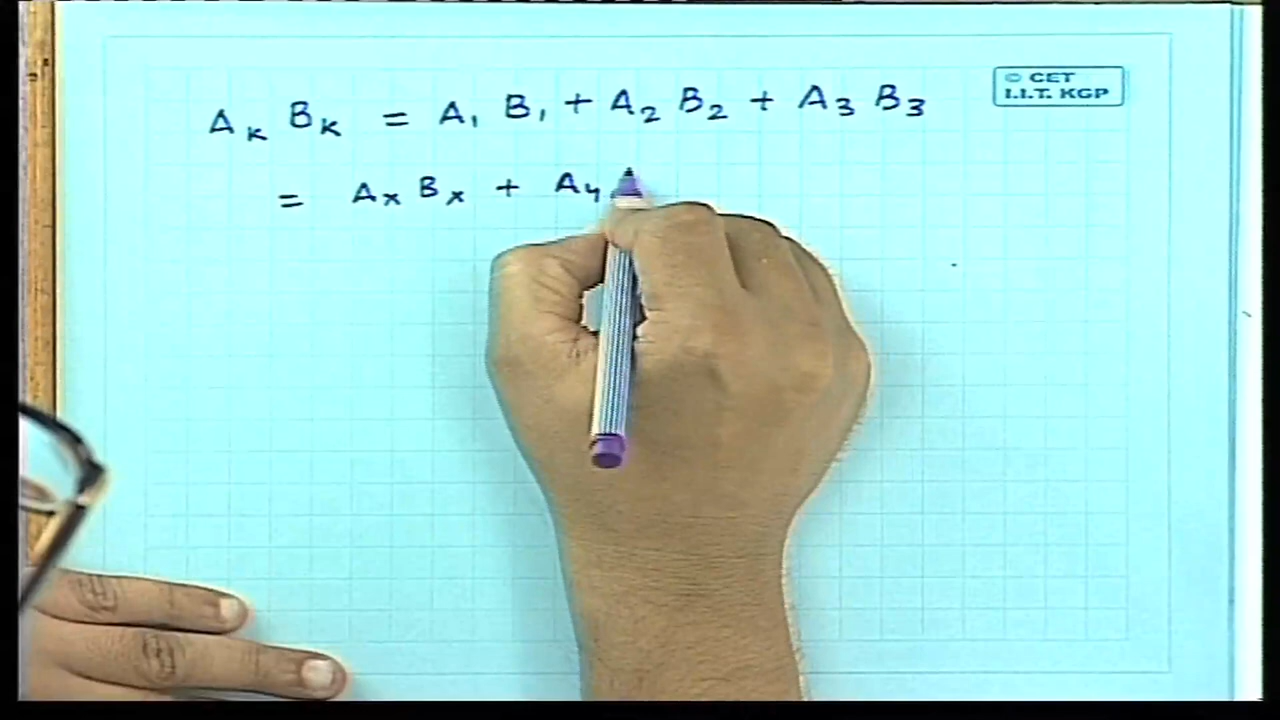 © CET
I.I.T. KGP
A_k B_k = A_1 B_1 + A_2 B_2 + A_3 B_3
= A_x B_x + A_y